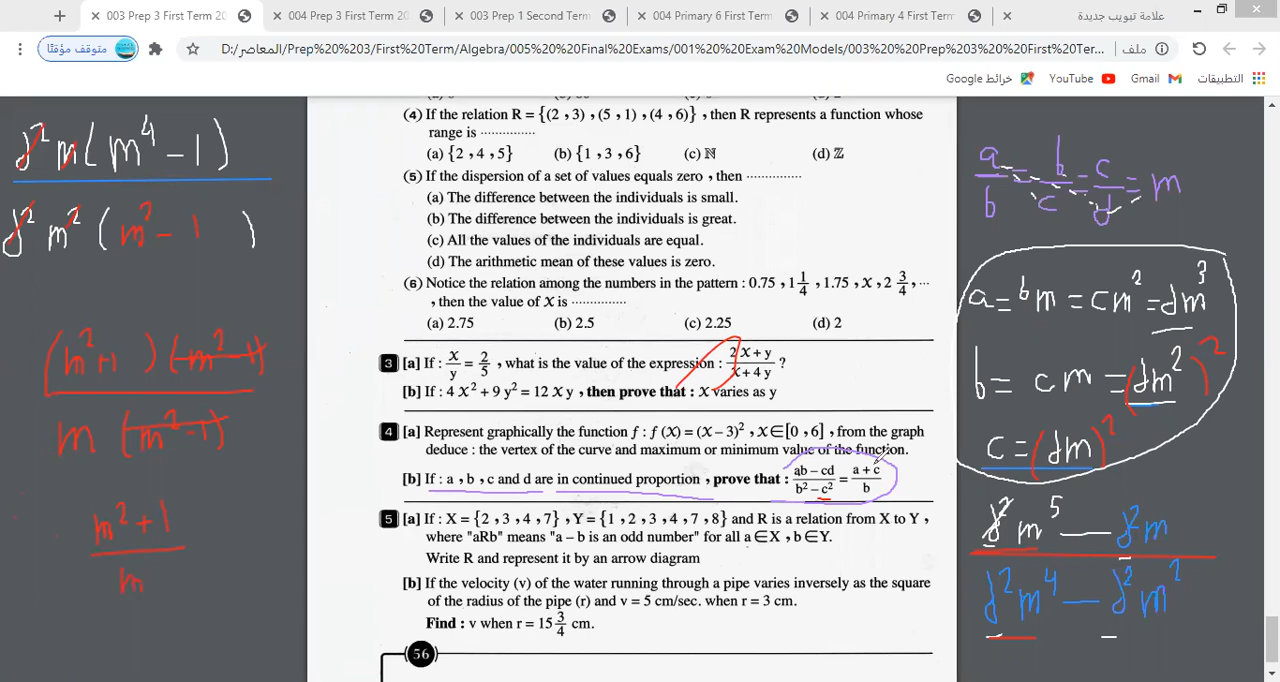 003 Prep 3 First Term 20
004 Prep 3 First Term 20
003 Prep 1 Second Term
004 Primary 6 First Term
004 Primary 4 First Term
علامة تبويب جديدة
متوقف مؤقتًا
D:/المعاصر/Prep%203/First%20Term/Algebra/005%20Final%20Exams/001%20Exam%20Models/003%20%20Prep%203%20%20First%20Ter...
ملف
خرائط Google
YouTube
Gmail
التطبيقات
(4) If the relation R = {(2 , 3) , (5 , 1) , (4 , 6)} , then R represents a function whose
range is ..............
(a) {2 , 4 , 5}
(b) {1 , 3 , 6}
(c) ℕ
(d) ℤ
(5) If the dispersion of a set of values equals zero , then ..............
(a) The difference between the individuals is small.
(b) The difference between the individuals is great.
(c) All the values of the individuals are equal.
(d) The arithmetic mean of these values is zero.
(6) Notice the relation among the numbers in the pattern : 0.75 , 1 1/4 , 1.75 , X , 2 3/4 , ...
, then the value of X is ..............
(a) 2.75
(b) 2.5
(c) 2.25
(d) 2
3 [a] If : x/y = 2/5 , what is the value of the expression : 2X + y / X + 4 y ?
[b] If : 4 X² + 9 y² = 12 X y , then prove that : X varies as y
4 [a] Represent graphically the function f : f (X) = (X – 3)² , X ∈ [0 , 6] , from the graph
deduce : the vertex of the curve and maximum or minimum value of the function.
[b] If : a , b , c and d are in continued proportion , prove that : ab – cd / b² – c² = a + c / b
5 [a] If : X = {2 , 3 , 4 , 7} , Y = {1 , 2 , 3 , 4 , 7 , 8} and R is a relation from X to Y ,
where "aRb" means "a – b is an odd number" for all a ∈ X , b ∈ Y.
Write R and represent it by an arrow diagram
[b] If the velocity (v) of the water running through a pipe varies inversely as the square
of the radius of the pipe (r) and v = 5 cm/sec. when r = 3 cm.
Find : v when r = 15 3/4 cm.
56
d² m (m⁴ – 1)
d² m² ( m² – 1 )
(m² + 1 ) (m² – 1)
m (m² – 1)
m² + 1
m
a/b = b/c = c/d = m
a = bm = cm² = dm³
b = cm = (dm²)²
c = (dm)²
d² m⁵ — d² m
d² m⁴ — d² m²